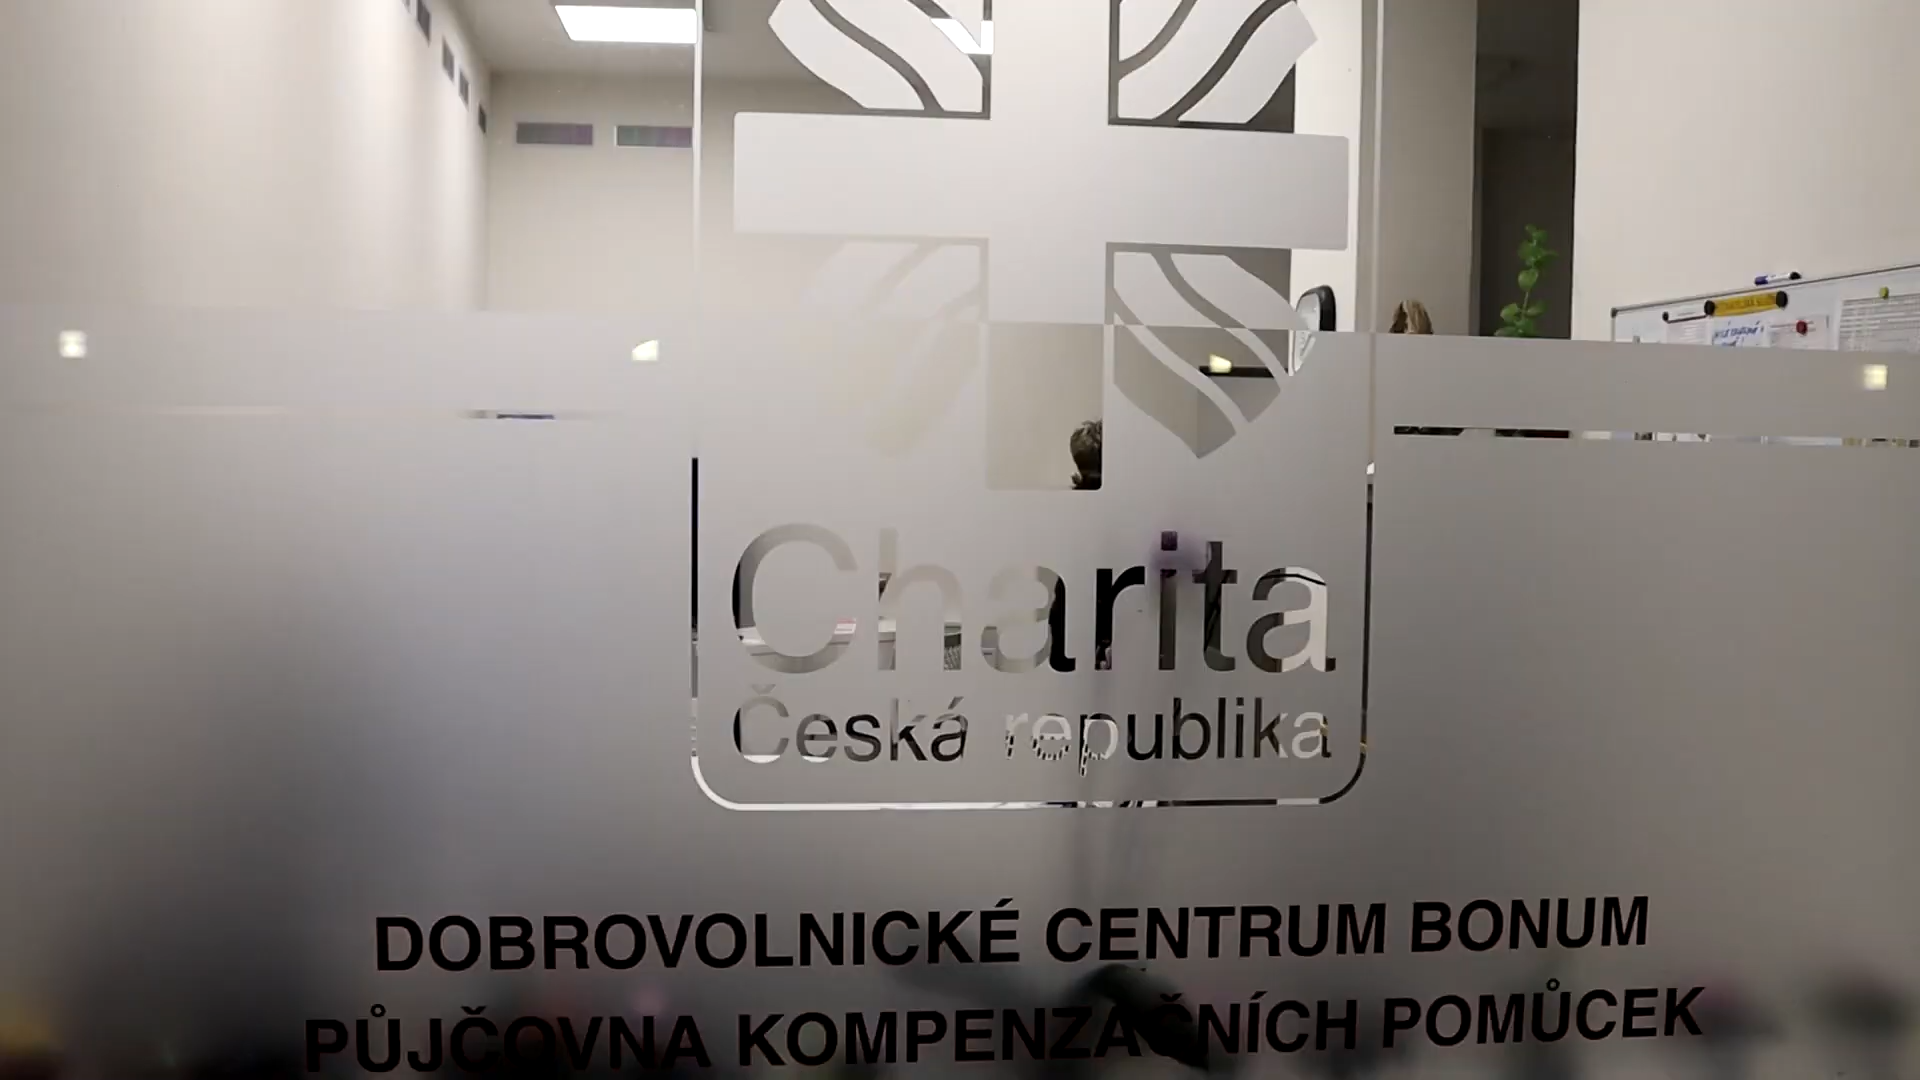 Charita
Česká republika
DOBROVOLNICKÉ CENTRUM BONUM
PŮJČOVNA KOMPENZAČNÍCH POMŮCEK